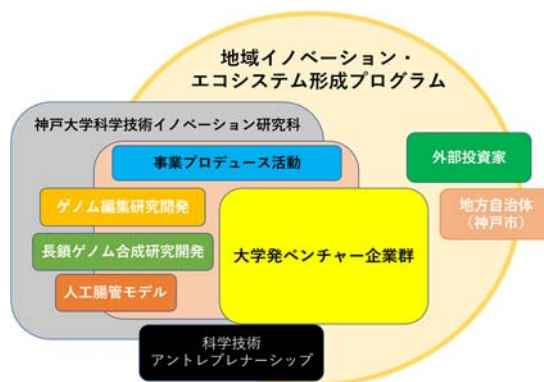 地域イノベーション・
エコシステム形成プログラム
神戸大学科学技術イノベーション研究科
事業プロデュース活動
外部投資家
ゲノム編集研究開発
地方自治体
（神戸市）
長鎖ゲノム合成研究開発
大学発ベンチャー企業群
人工腸管モデル
科学技術
アントレプレナーシップ